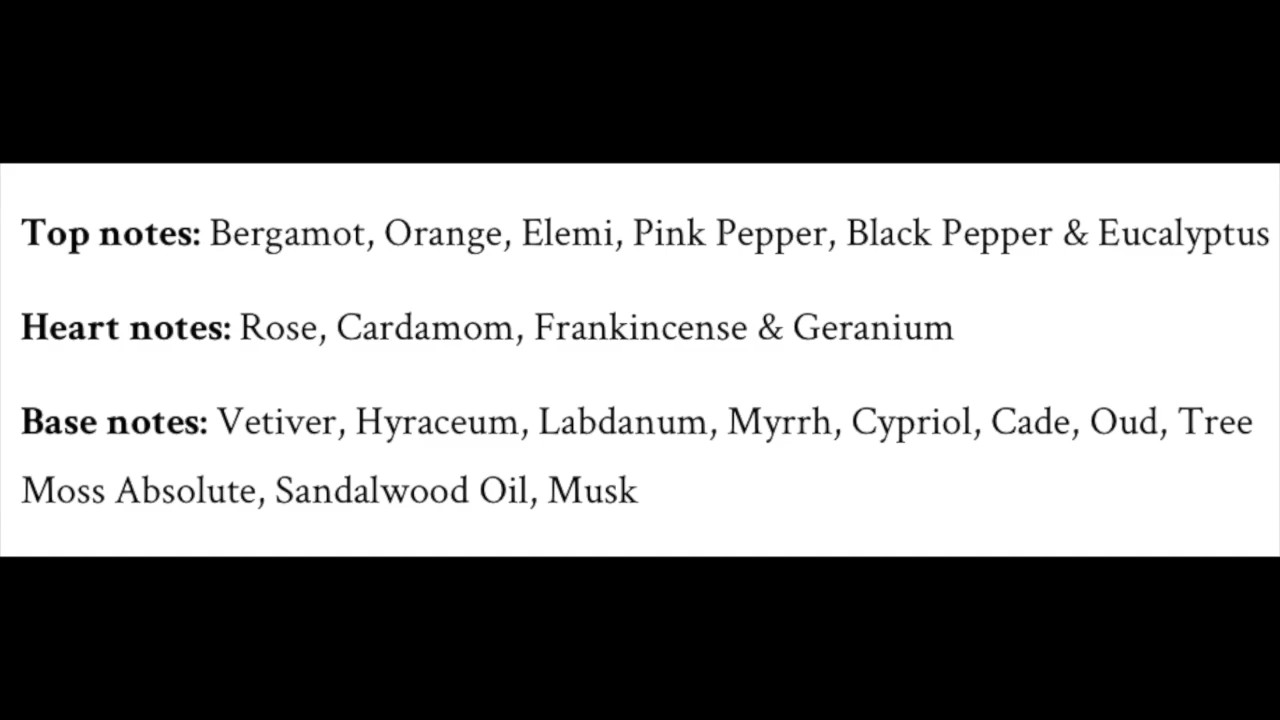 Top notes: Bergamot, Orange, Elemi, Pink Pepper, Black Pepper & Eucalyptus
Heart notes: Rose, Cardamom, Frankincense & Geranium
Base notes: Vetiver, Hyraceum, Labdanum, Myrrh, Cypriol, Cade, Oud, Tree
Moss Absolute, Sandalwood Oil, Musk